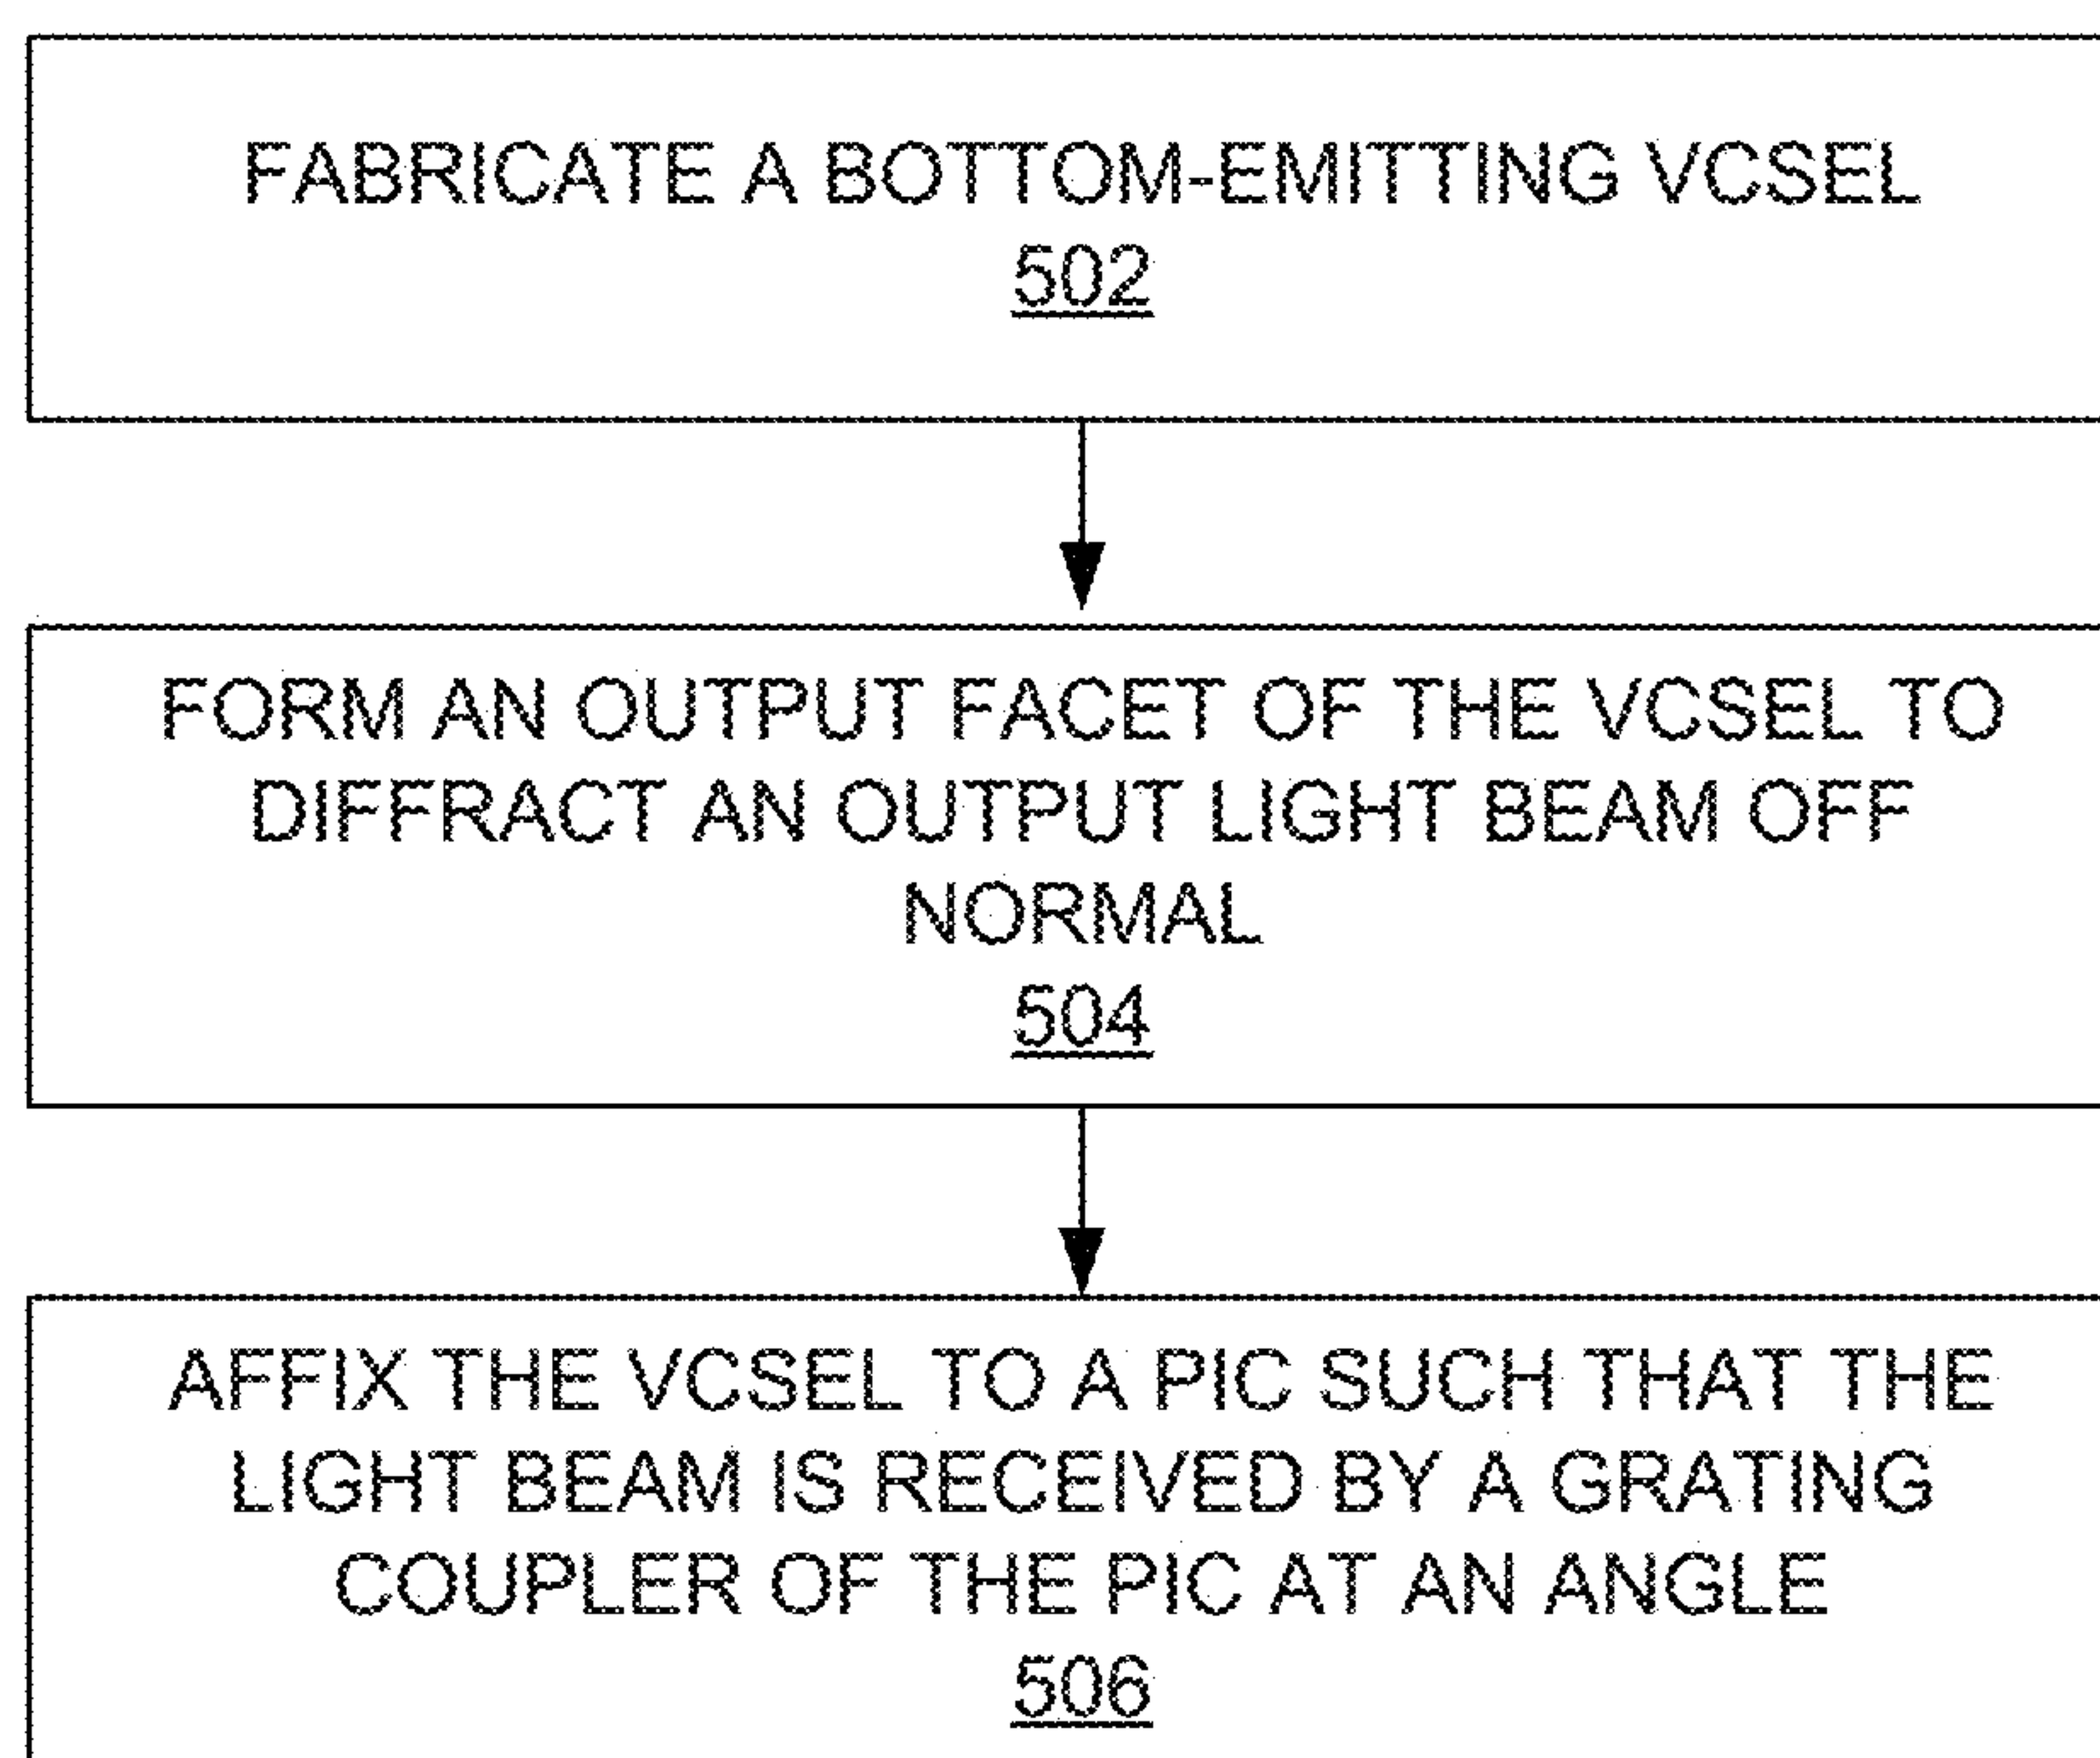 FABRICATE A BOTTOM-EMITTING VCSEL
502
FORM AN OUTPUT FACET OF THE VCSEL TO
DIFFRACT AN OUTPUT LIGHT BEAM OFF
NORMAL
504
AFFIX THE VCSEL TO A PIC SUCH THAT THE
LIGHT BEAM IS RECEIVED BY A GRATING
COUPLER OF THE PIC AT AN ANGLE
506